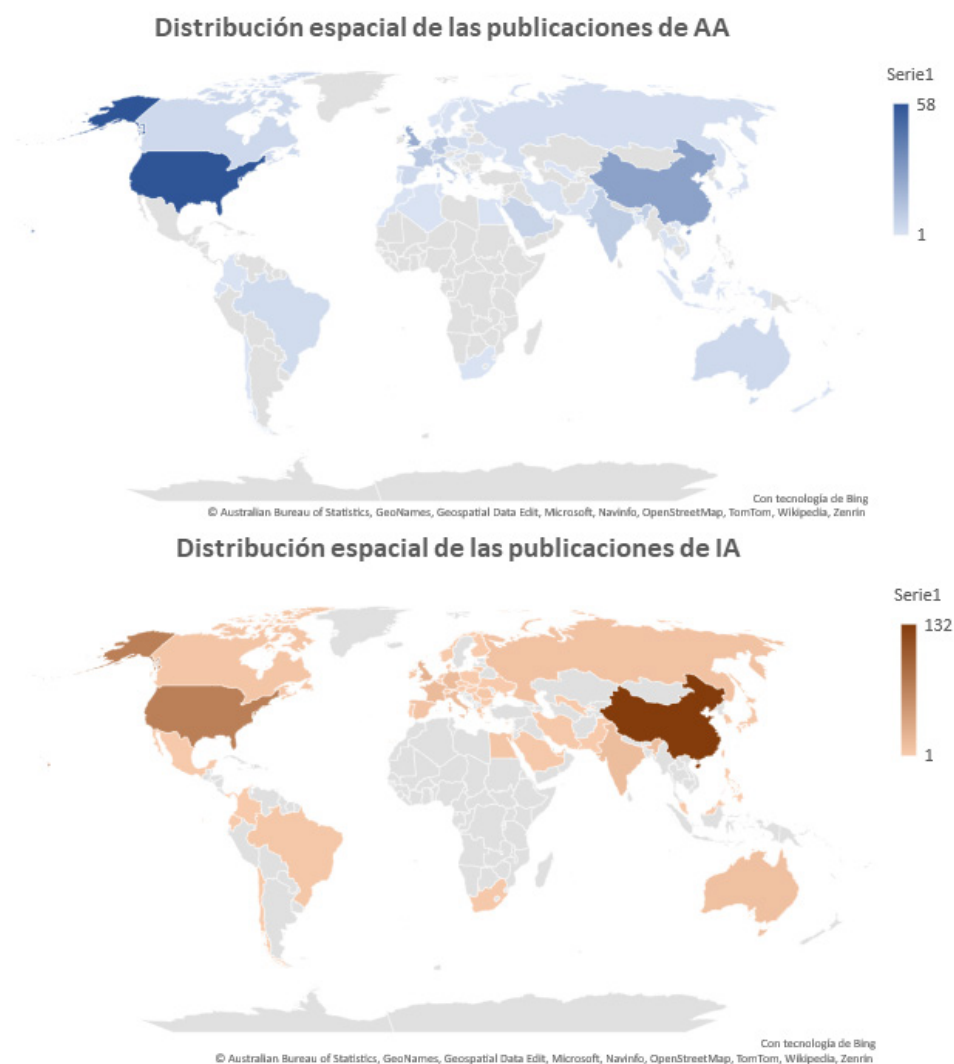 Distribución espacial de las publicaciones de AA
Serie1
58
1
Con tecnología de Bing
© Australian Bureau of Statistics, GeoNames, Geospatial Data Edit, Microsoft, Navinfo, OpenStreetMap, TomTom, Wikipedia, Zenrin
Distribución espacial de las publicaciones de IA
Serie1
132
1
Con tecnología de Bing
© Australian Bureau of Statistics, GeoNames, Geospatial Data Edit, Microsoft, Navinfo, OpenStreetMap, TomTom, Wikipedia, Zenrin